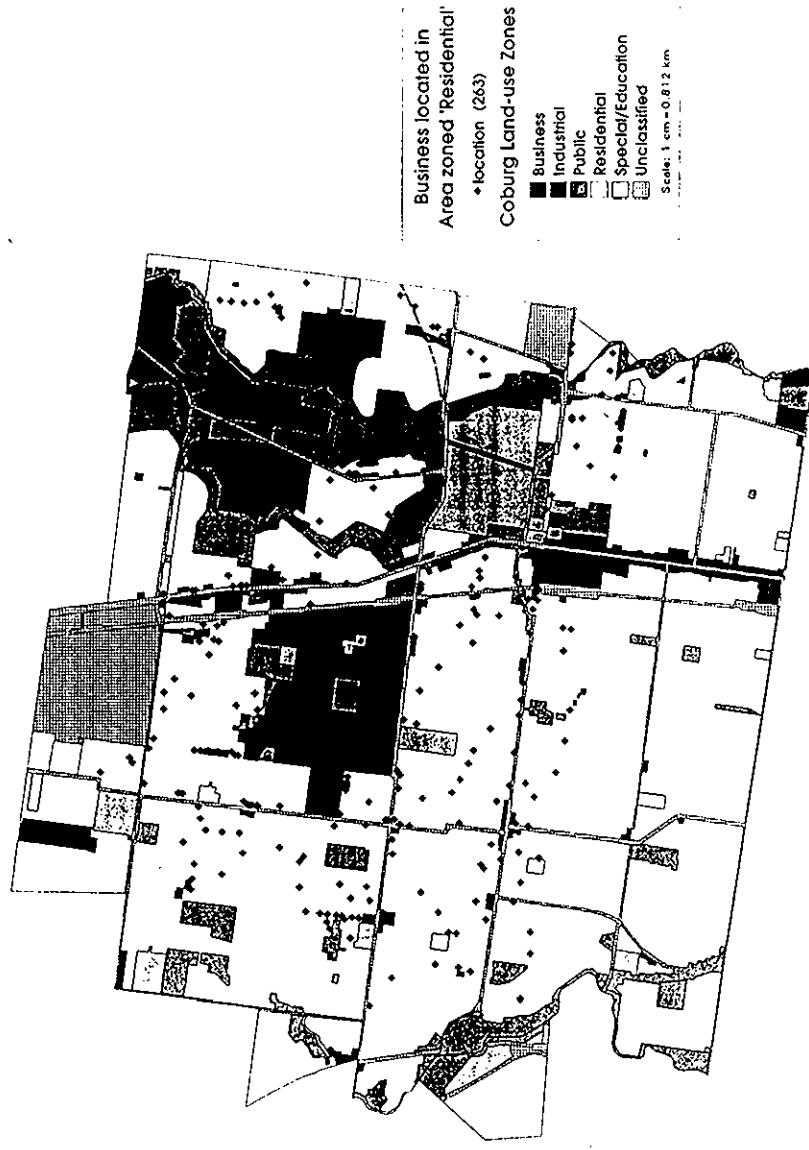 Business located in
Area zoned 'Residential'
location (263)
Coburg Land-use Zones
Business
Industrial
Public
Residential
Special/Education
Unclassified
Scale: 1 cm = 0.812 km